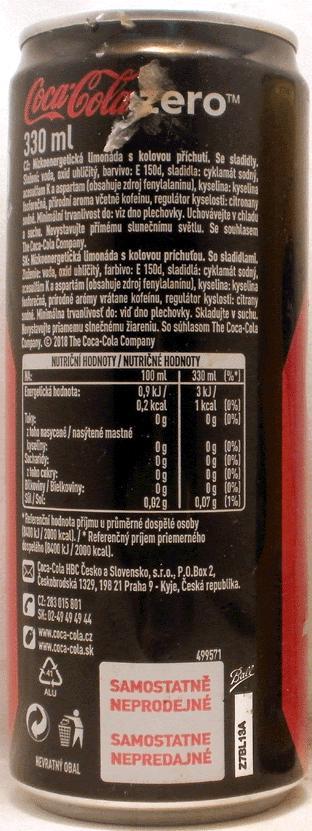 Coca-Cola zero™
330 ml
CZ: Nízkoenergetická limonáda s kolovou příchutí. Se sladidly.
Složení: voda, oxid uhličitý, barvivo: E 150d, sladidla: cyklamát sodný,
acesulfam K a aspartam (obsahuje zdroj fenylalaninu), kyselina: kyselina
fosforečná, přírodní aroma včetně kofeinu, regulátor kyselosti: citronany
sodné. Minimální trvanlivost do: viz dno plechovky. Uchovávejte v chladu
a suchu. Nevystavujte přímému slunečnímu světlu. Se souhlasem
The Coca-Cola Company.
SK: Nízkoenergetická limonáda s kolovou príchuťou. So sladidlami.
Zloženie: voda, oxid uhličitý, farbivo: E 150d, sladidlá: cyklamát sodný,
acesulfám K a aspartám (obsahuje zdroj fenylalanínu), kyselina: kyselina
fosforečná, prírodné arómy vrátane kofeínu, regulátor kyslosti: citrany
sodné. Minimálna trvanlivosť do: viď dno plechovky. Skladujte v suchu.
Nevystavujte priamemu slnečnému žiareniu. So súhlasom The Coca-Cola
Company. © 2018 The Coca-Cola Company
NUTRIČNÍ HODNOTY / NUTRIČNÉ HODNOTY
NA: 100 ml 330 ml (%*)
Energetická hodnota: 0,9 kJ / 3 kJ /
0,2 kcal 1 kcal (0%)
Tuky: 0 g 0 g (0%)
z toho nasycené / nasýtené mastné
kyseliny: 0 g 0 g (0%)
Sacharidy: 0 g 0 g (0%)
z toho cukry: 0 g 0 g (0%)
Bílkoviny / Bielkoviny: 0 g 0 g (0%)
Sůl / Soľ: 0,02 g 0,07 g (1%)
*Referenční hodnota příjmu u průměrné dospělé osoby
(8400 kJ / 2000 kcal). / *Referenčný príjem priemerného
dospelého (8400 kJ / 2000 kcal).
Coca-Cola HBC Česko a Slovensko, s.r.o., P.O.Box 2,
Českobrodská 1329, 198 21 Praha 9 - Kyje, Česká republika.
CZ: 283 015 801
SK: 02-49 49 49 44
www.coca-cola.cz
www.coca-cola.sk
499571
41
ALU
NEVRATNÝ OBAL
SAMOSTATNĚ
NEPRODEJNÉ
SAMOSTATNE
NEPREDAJNÉ
Ball
Z7BL13A